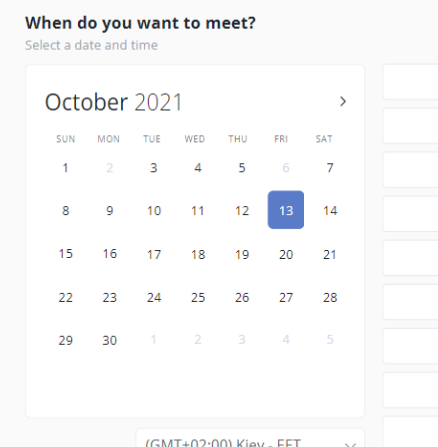 When do you want to meet?
Select a date and time
October 2021
SUN MON TUE WED THU FRI SAT
1 2 3 4 5 6 7
8 9 10 11 12 13 14
15 16 17 18 19 20 21
22 23 24 25 26 27 28
29 30 1 2 3 4 5
(GMT+02:00) Kiev - EET